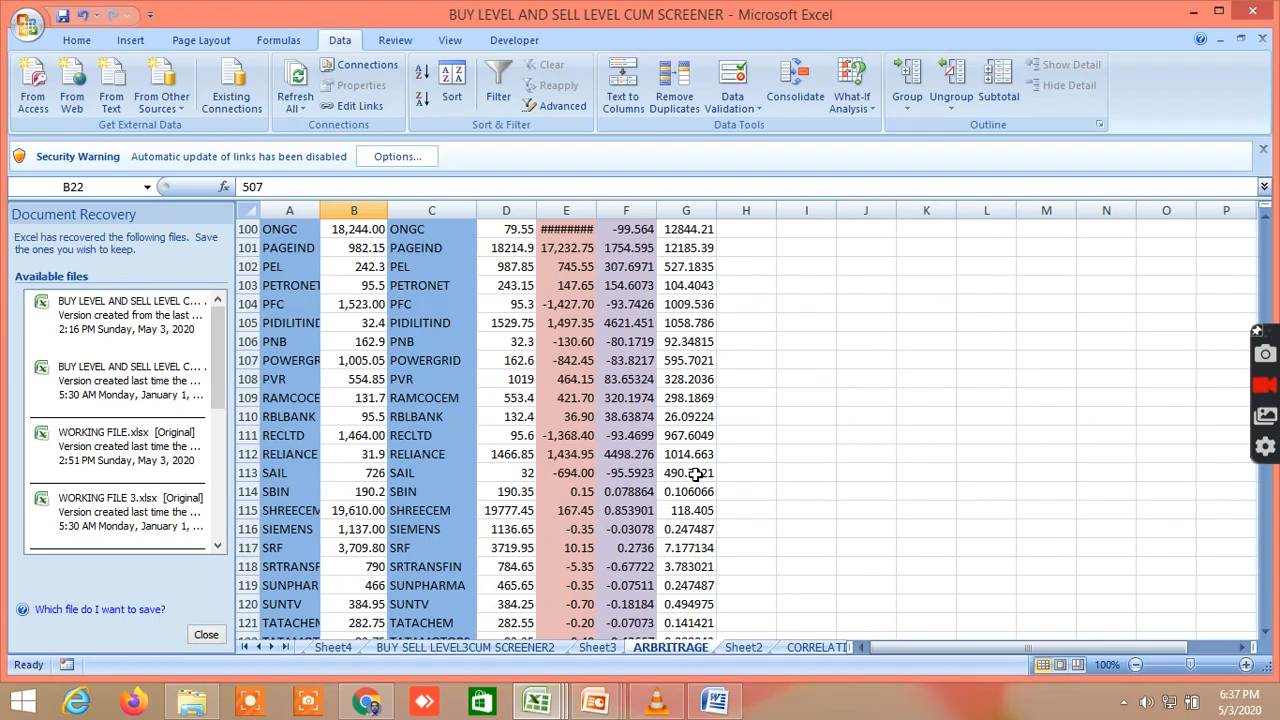 BUY LEVEL AND SELL LEVEL CUM SCREENER - Microsoft Excel
Home Insert Page Layout Formulas Data Review View Developer
From Access From Web From Text From Other Sources Existing Connections
Get External Data
Refresh All Connections Properties Edit Links
Connections
Sort Filter Clear Reapply Advanced
Sort & Filter
Text to Columns Remove Duplicates Data Validation Consolidate What-If Analysis
Data Tools
Group Ungroup Subtotal Show Detail Hide Detail
Outline
Security Warning Automatic update of links has been disabled Options...
B22 fx 507
Document Recovery
Excel has recovered the following files. Save
the ones you wish to keep.
Available files
BUY LEVEL AND SELL LEVEL C... .
Version created from the last ...
2:16 PM Sunday, May 3, 2020
BUY LEVEL AND SELL LEVEL C... .
Version created last time the ...
5:30 AM Monday, January 1, ...
WORKING FILE.xlsx [Original]
Version created last time the ...
2:51 PM Sunday, May 3, 2020
WORKING FILE 3.xlsx [Original]
Version created last time the ...
5:30 AM Monday, January 1, ...
Which file do I want to save?
Close
A B C D E F G H I J K L M N O P
100 ONGC 18,244.00 ONGC 79.55 ######## -99.564 12844.21
101 PAGEIND 982.15 PAGEIND 18214.9 17,232.75 1754.595 12185.39
102 PEL 242.3 PEL 987.85 745.55 307.6971 527.1835
103 PETRONET 95.5 PETRONET 243.15 147.65 154.6073 104.4043
104 PFC 1,523.00 PFC 95.3 -1,427.70 -93.7426 1009.536
105 PIDILITIND 32.4 PIDILITIND 1529.75 1,497.35 4621.451 1058.786
106 PNB 162.9 PNB 32.3 -130.60 -80.1719 92.34815
107 POWERGR 1,005.05 POWERGRID 162.6 -842.45 -83.8217 595.7021
108 PVR 554.85 PVR 1019 464.15 83.65324 328.2036
109 RAMCOCE 131.7 RAMCOCEM 553.4 421.70 320.1974 298.1869
110 RBLBANK 95.5 RBLBANK 132.4 36.90 38.63874 26.09224
111 RECLTD 1,464.00 RECLTD 95.6 -1,368.40 -93.4699 967.6049
112 RELIANCE 31.9 RELIANCE 1466.85 1,434.95 4498.276 1014.663
113 SAIL 726 SAIL 32 -694.00 -95.5923
114 SBIN 190.2 SBIN 190.35 0.15 0.078864 0.106066
115 SHREECEM 19,610.00 SHREECEM 19777.45 167.45 0.853901 118.405
116 SIEMENS 1,137.00 SIEMENS 1136.65 -0.35 -0.03078 0.247487
117 SRF 3,709.80 SRF 3719.95 10.15 0.2736 7.177134
118 SRTRANSF 790 SRTRANSFIN 784.65 -5.35 -0.67722 3.783021
119 SUNPHAR 466 SUNPHARMA 465.65 -0.35 -0.07511 0.247487
120 SUNTV 384.95 SUNTV 384.25 -0.70 -0.18184 0.494975
121 TATACHEM 282.75 TATACHEM 282.55 -0.20 -0.07073 0.141421
Sheet4 BUY SELL LEVEL3CUM SCREENER2 Sheet3 ARBRITRAGE Sheet2 CORRELATI
Ready 100%
6:37 PM
5/3/2020